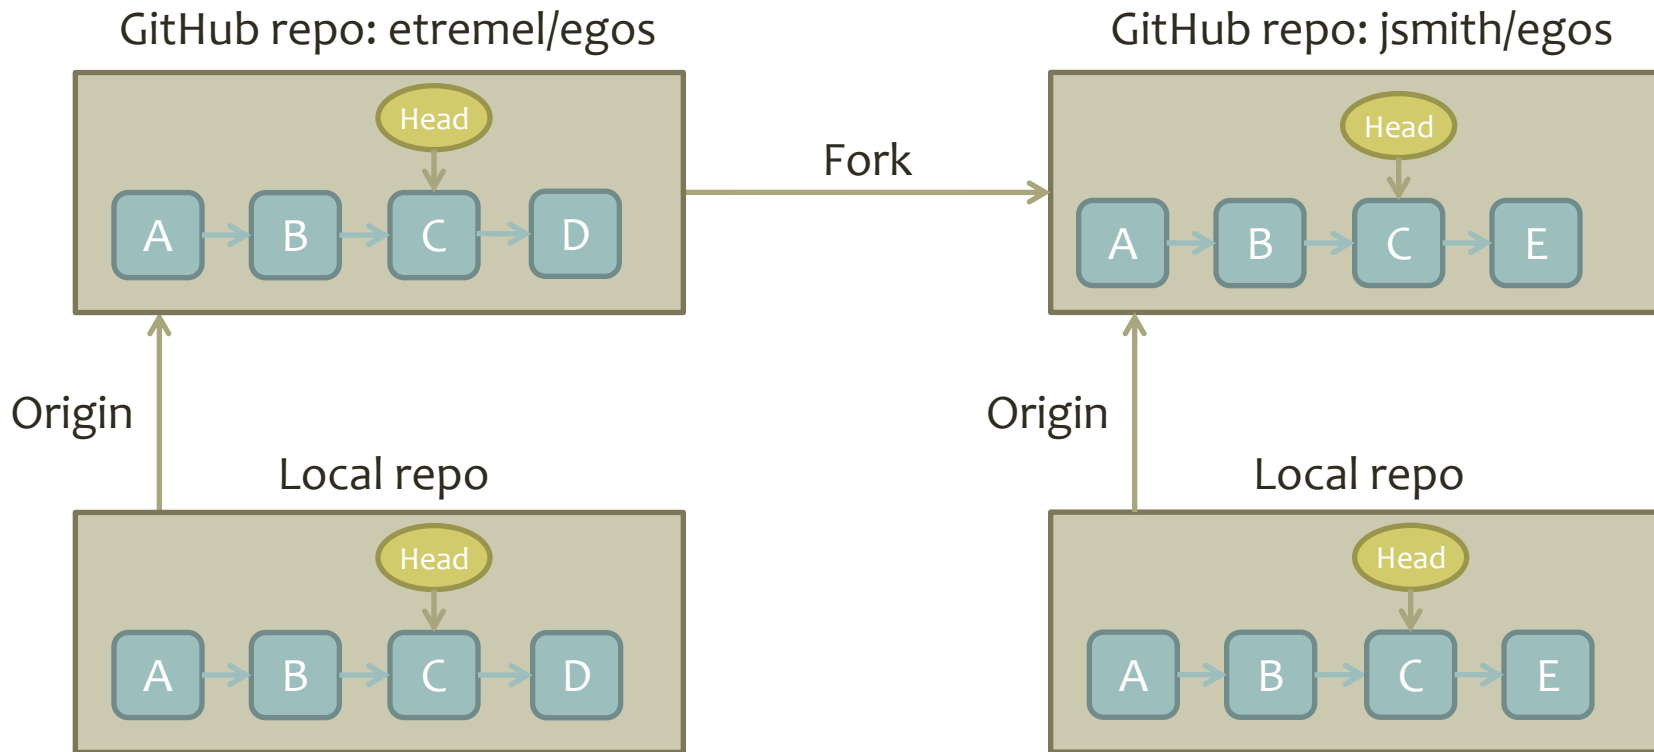 GitHub repo: etremel/egos
GitHub repo: jsmith/egos
Head
A
B
C
D
Fork
Head
A
B
C
E
Origin
Origin
Local repo
Local repo
Head
A
B
C
D
Head
A
B
C
E